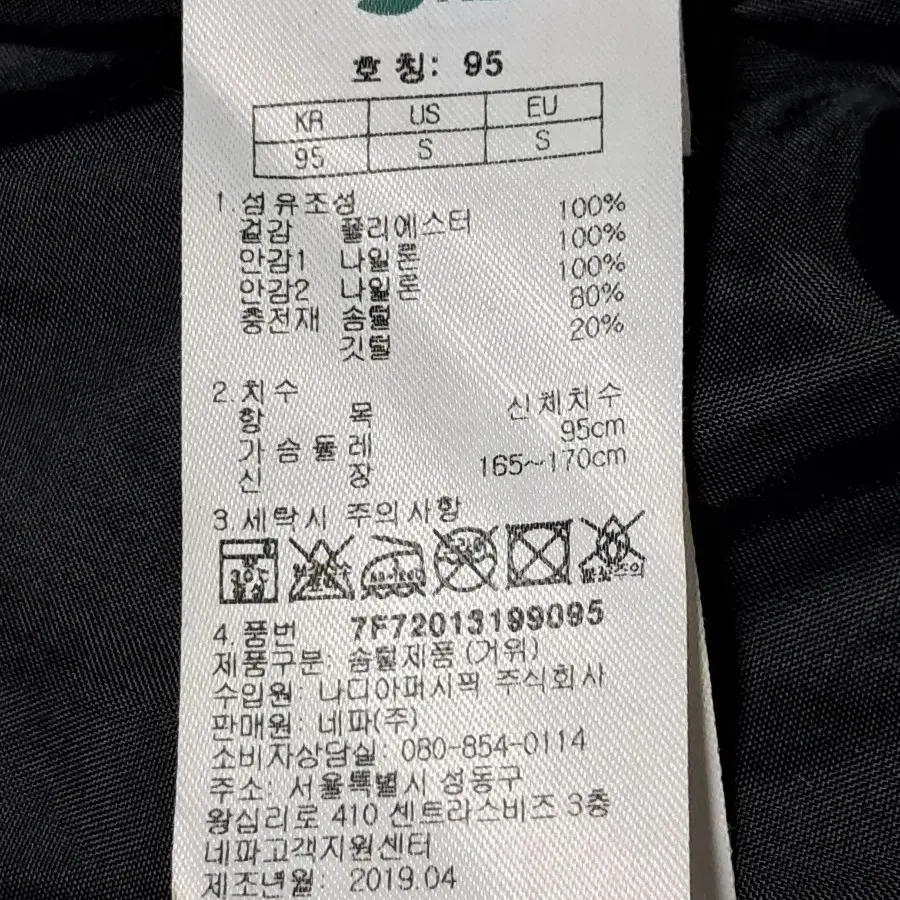 호 칭: 95
KR US EU
95 S S
1. 섬유조성
겉감 폴리에스터 100%
안감1 나일론 100%
안감2 나일론 100%
충전재 솜털 80%
깃털 20%
2. 치수
항 목 신체치수
가 슴 둘 레 95cm
신 장 165~170cm
3. 세탁시 주의사항
4. 품번 7F72013199095
제품구분: 솜털제품 (거위)
수입원: 나디아퍼시픽 주식회사
판매원: 네파(주)
소비자상담실: 080-854-0114
주소: 서울특별시 성동구
왕십리로 410 센트라스비즈 3층
네파고객지원센터
제조년월: 2019.04